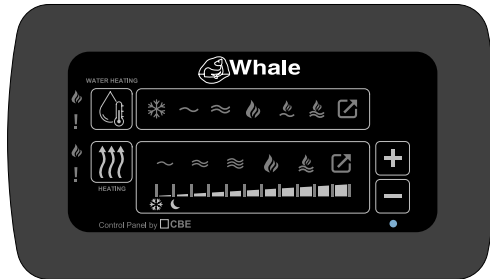 Whale
WATER HEATING
!
!
HEATING
+
−
Control Panel by CBE